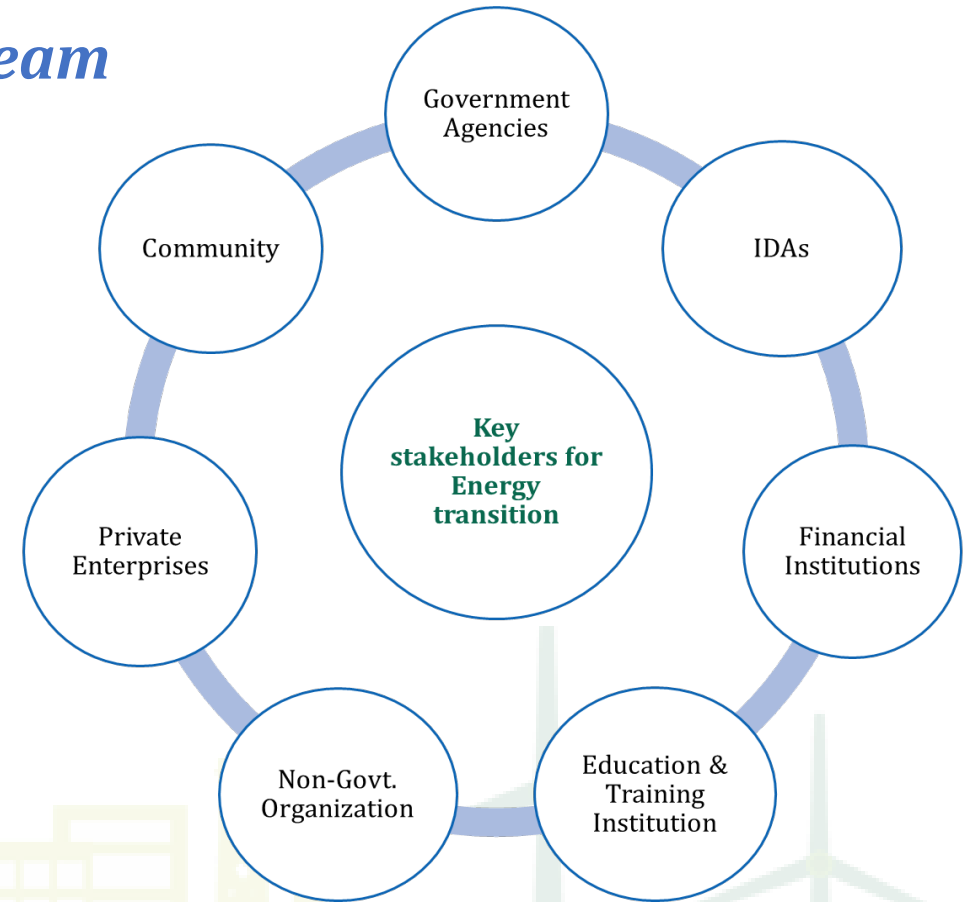 eam
Government
Agencies
IDAs
Financial
Institutions
Education &
Training
Institution
Non-Govt.
Organization
Private
Enterprises
Community
Key
stakeholders for
Energy
transition